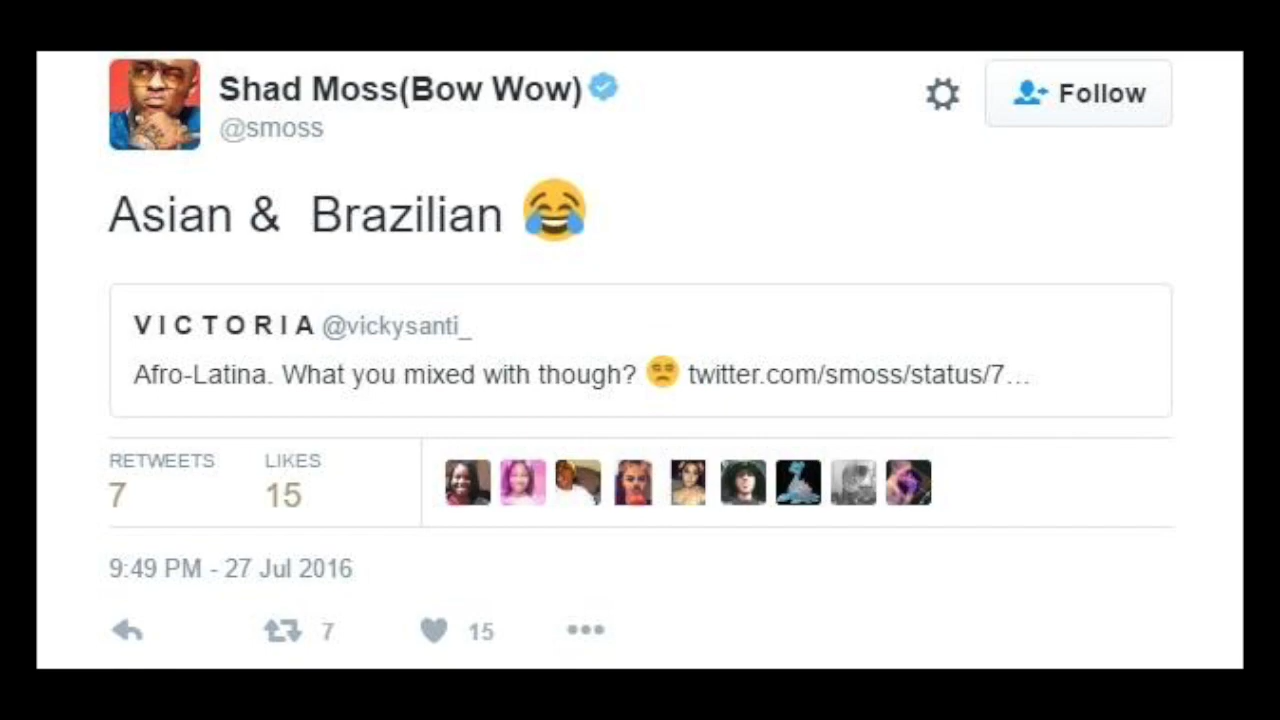 Shad Moss(Bow Wow)
@smoss
Follow
Asian &  Brazilian 😂
V I C T O R I A @vickysanti_
Afro-Latina. What you mixed with though? 😒 twitter.com/smoss/status/7...
RETWEETS LIKES
7 15
9:49 PM - 27 Jul 2016
7 15